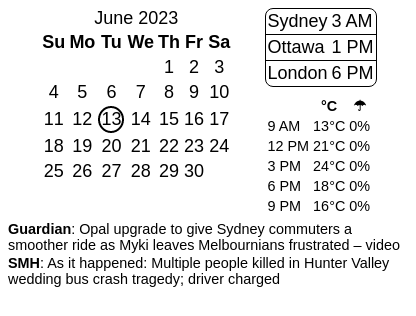 June 2023
Su Mo Tu We Th Fr Sa
1 2 3
4 5 6 7 8 9 10
11 12 13 14 15 16 17
18 19 20 21 22 23 24
25 26 27 28 29 30
Sydney 3 AM
Ottawa 1 PM
London 6 PM
°C ☂
9 AM 13°C 0%
12 PM 21°C 0%
3 PM 24°C 0%
6 PM 18°C 0%
9 PM 16°C 0%
Guardian: Opal upgrade to give Sydney commuters a
smoother ride as Myki leaves Melbournians frustrated – video
SMH: As it happened: Multiple people killed in Hunter Valley
wedding bus crash tragedy; driver charged